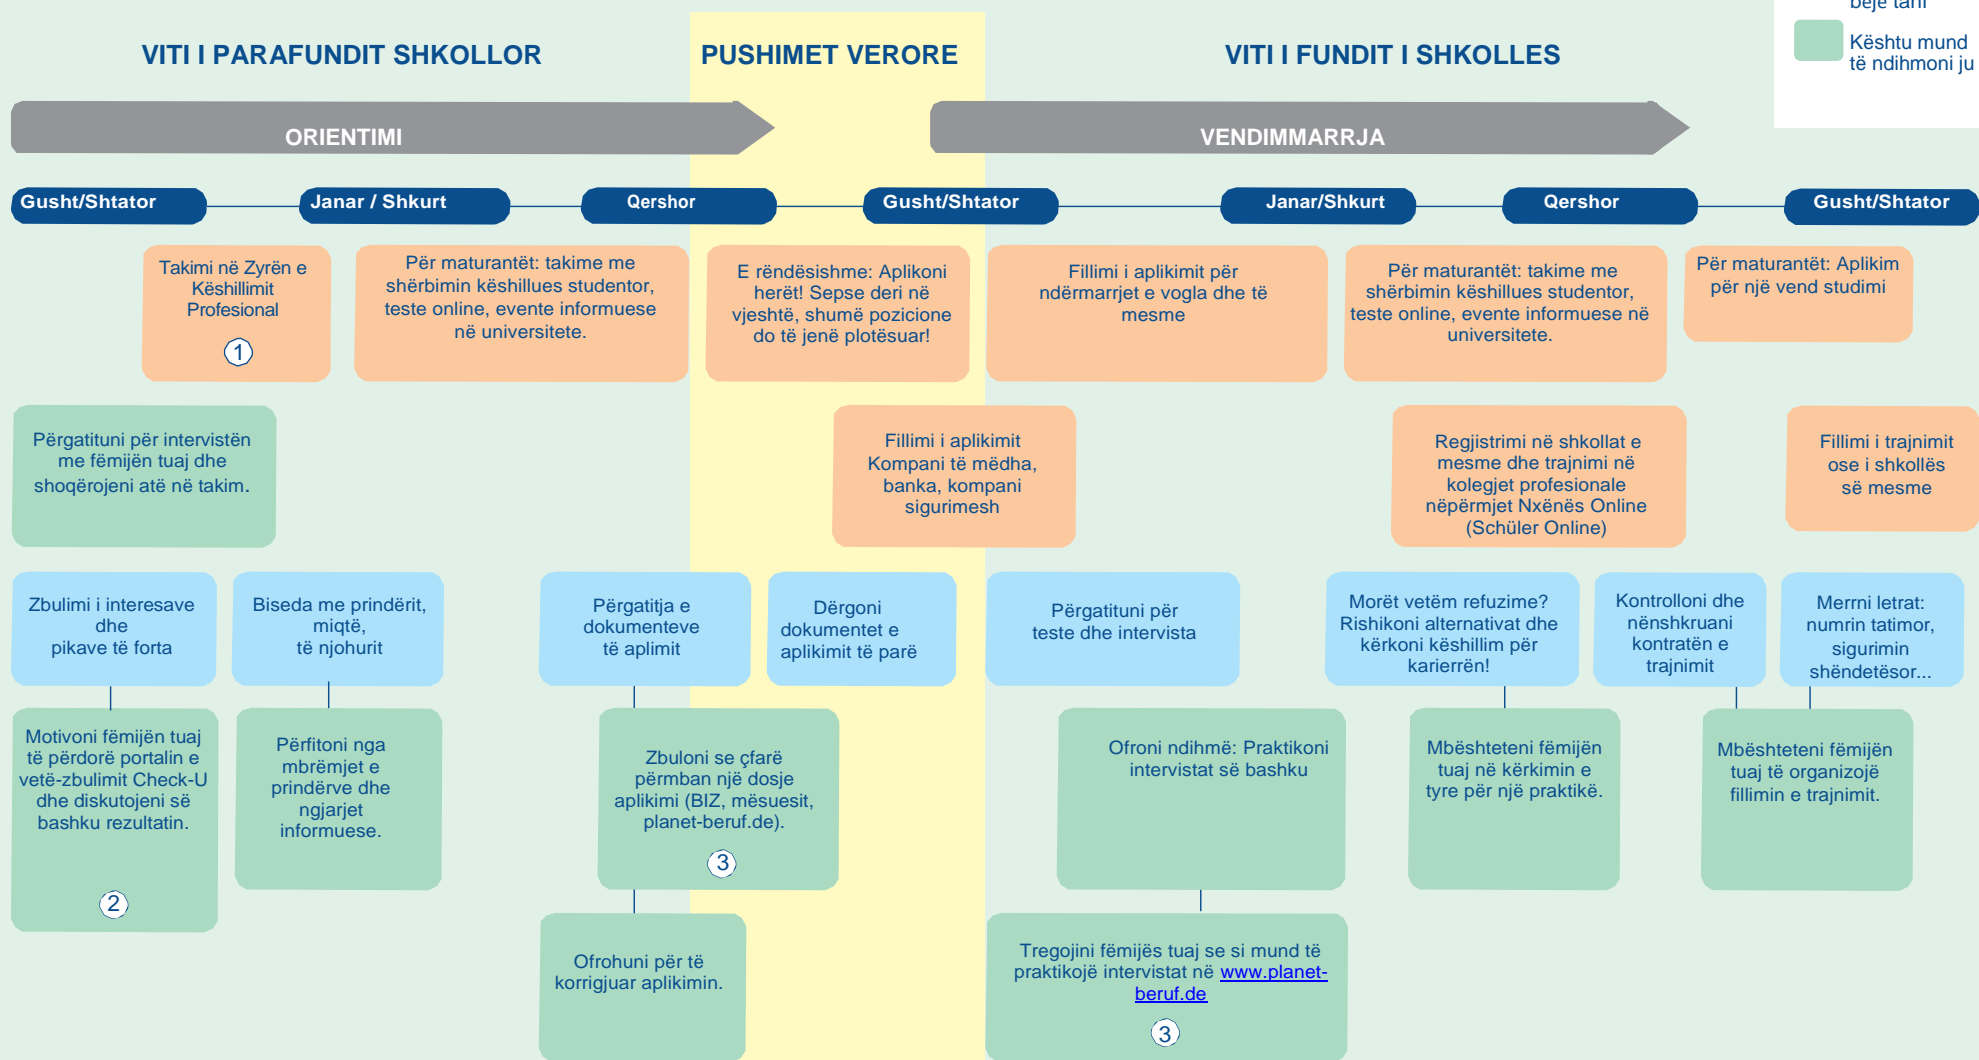 bëjë tani
Kështu mund
të ndihmoni ju
VITI I PARAFUNDIT SHKOLLOR
PUSHIMET VERORE
VITI I FUNDIT I SHKOLLES
ORIENTIMI
VENDIMMARRJA
Gusht/Shtator
Janar / Shkurt
Qershor
Gusht/Shtator
Janar/Shkurt
Qershor
Gusht/Shtator
Takimi në Zyrën e
Këshillimit
Profesional
1
Për maturantët: takime me
shërbimin këshillues studentor,
teste online, evente informuese
në universitete.
E rëndësishme: Aplikoni
herët! Sepse deri në
vjeshtë, shumë pozicione
do të jenë plotësuar!
Fillimi i aplikimit për
ndërmarrjet e vogla dhe të
mesme
Për maturantët: takime me
shërbimin këshillues studentor,
teste online, evente informuese në
universitete.
Për maturantët: Aplikim
për një vend studimi
Përgatituni për intervistën
me fëmijën tuaj dhe
shoqërojeni atë në takim.
Fillimi i aplikimit
Kompani të mëdha,
banka, kompani
sigurimesh
Regjistrimi në shkollat e
mesme dhe trajnimi në
kolegjet profesionale
nëpërmjet Nxënës Online
(Schüler Online)
Fillimi i trajnimit
ose i shkollës
së mesme
Zbulimi i interesave
dhe
pikave të forta
Biseda me prindërit,
miqtë,
të njohurit
Përgatitja e
dokumenteve
të aplimit
Dërgoni
dokumentet e
aplikimit të parë
Përgatituni për
teste dhe intervista
Morët vetëm refuzime?
Rishikoni alternativat dhe
kërkoni këshillim për
karierrën!
Kontrolloni dhe
nënshkruani
kontratën e
trajnimit
Merrni letrat:
numrin tatimor,
sigurimin
shëndetësor...
Motivoni fëmijën tuaj
të përdorë portalin e
vetë-zbulimit Check-U
dhe diskutojeni së
bashku rezultatin.
2
Përfitoni nga
mbrëmjet e
prindërve dhe
ngjarjet
informuese.
Zbuloni se çfarë
përmban një dosje
aplikimi (BIZ, mësuesit,
planet-beruf.de).
3
Ofroni ndihmë: Praktikoni
intervistat së bashku
Mbështeteni fëmijën
tuaj në kërkimin e
tyre për një praktikë.
Mbështeteni fëmijën
tuaj të organizojë
fillimin e trajnimit.
Ofrohuni për të
korrigjuar aplikimin.
Tregojini fëmijës tuaj se si mund të
praktikojë intervistat në www.planet-
beruf.de
3